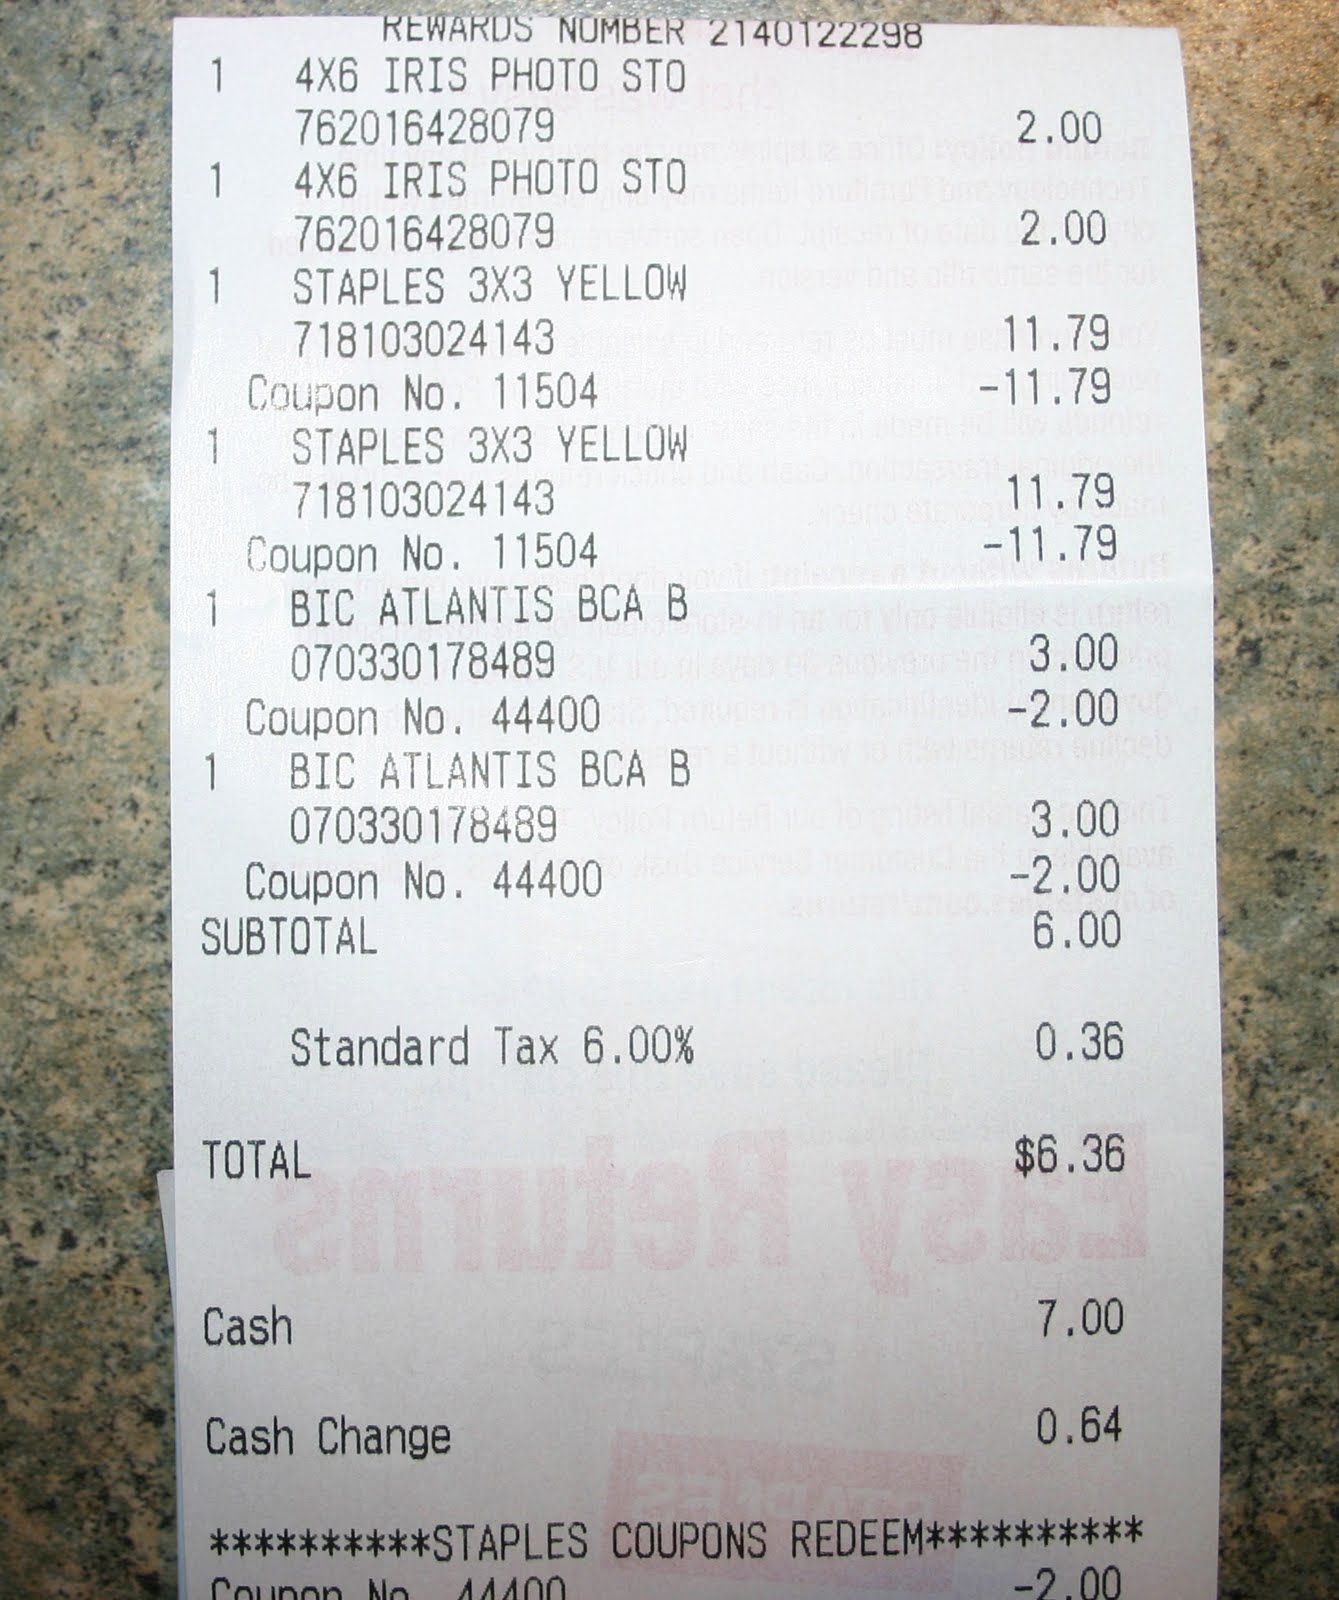 REWARDS NUMBER 2140122298
1 4X6 IRIS PHOTO STO
762016428079 2.00
1 4X6 IRIS PHOTO STO
762016428079 2.00
1 STAPLES 3X3 YELLOW
718103024143 11.79
Coupon No. 11504 -11.79
1 STAPLES 3X3 YELLOW
718103024143 11.79
Coupon No. 11504 -11.79
1 BIC ATLANTIS BCA B
070330178489 3.00
Coupon No. 44400 -2.00
1 BIC ATLANTIS BCA B
070330178489 3.00
Coupon No. 44400 -2.00
SUBTOTAL 6.00
Standard Tax 6.00% 0.36
TOTAL $6.36
Cash 7.00
Cash Change 0.64
**********STAPLES COUPONS REDEEM**********
Coupon No. 44400 -2.00